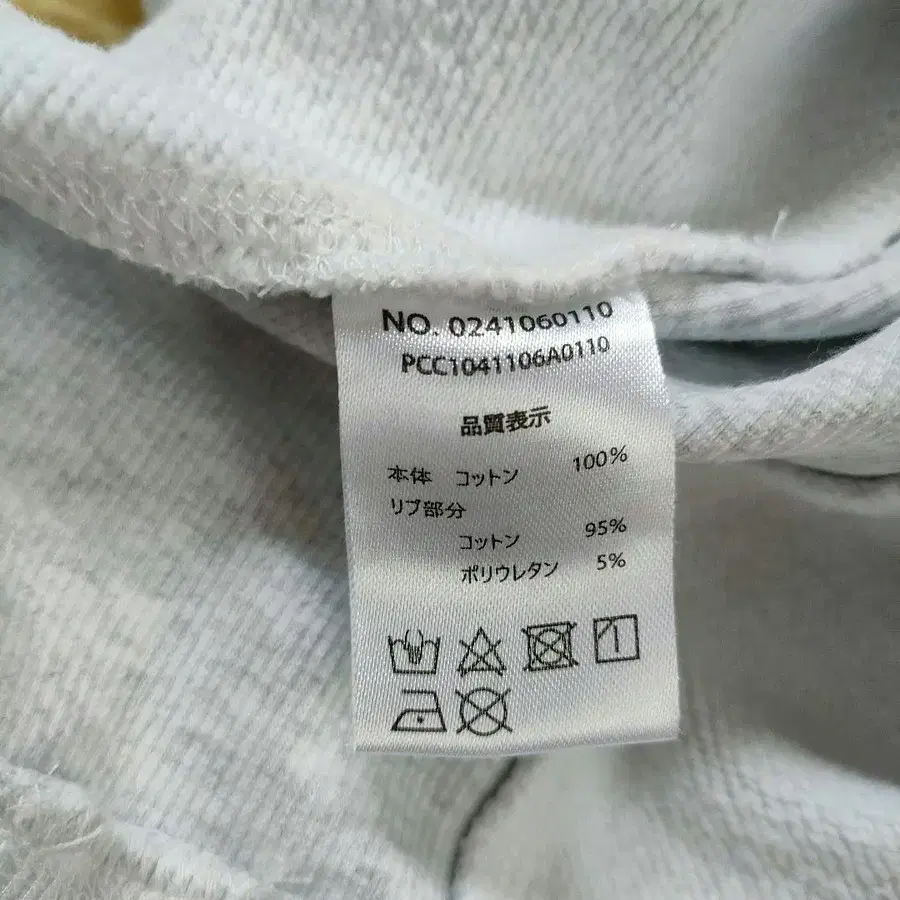 NO. 0241060110
PCC1041106A0110
品質表示
本体 コットン 100%
リブ部分
コットン 95%
ポリウレタン 5%